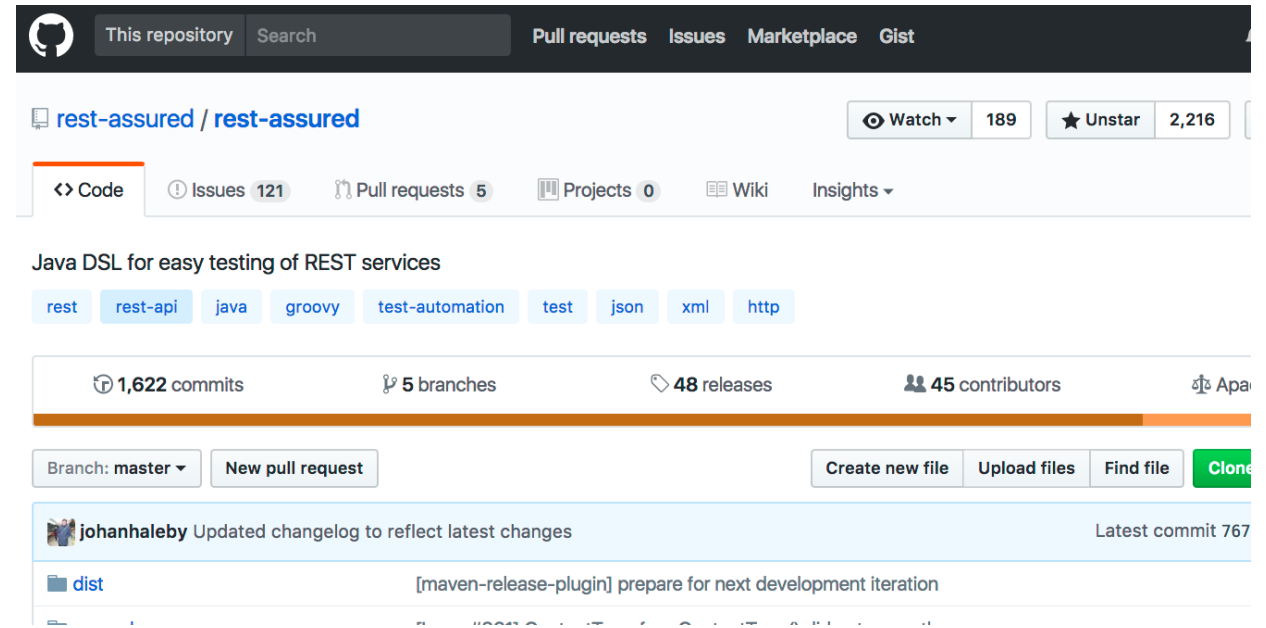 This repository Search Pull requests Issues Marketplace Gist
rest-assured / rest-assured Watch 189 Unstar 2,216
Code Issues 121 Pull requests 5 Projects 0 Wiki Insights
Java DSL for easy testing of REST services
rest rest-api java groovy test-automation test json xml http
1,622 commits 5 branches 48 releases 45 contributors
Branch: master New pull request Create new file Upload files Find file Clone
johanhaleby Updated changelog to reflect latest changes Latest commit 767
dist [maven-release-plugin] prepare for next development iteration